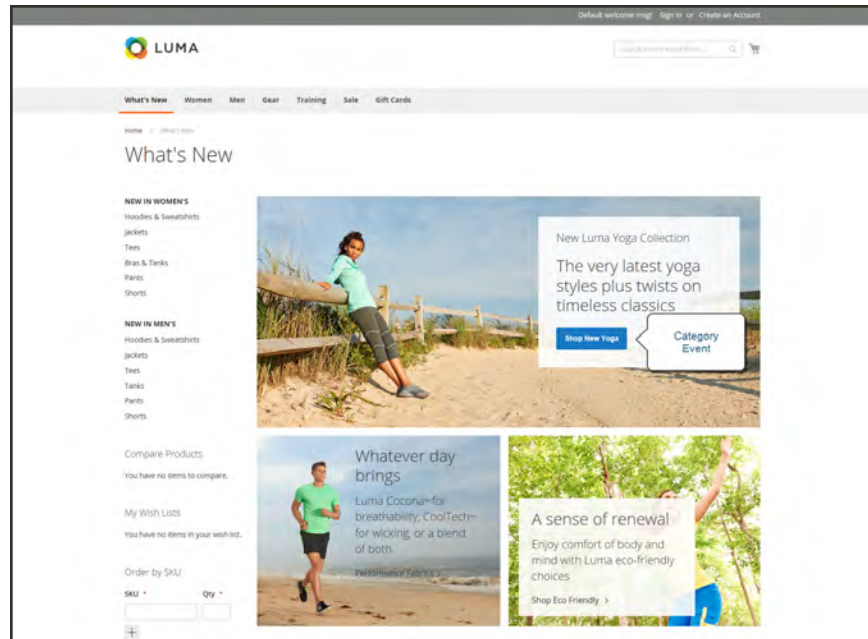 Default welcome msg! Sign In or Create an Account
LUMA
Search entire store here...
What's New Women Men Gear Training Sale Gift Cards
Home > What's New
What's New
NEW IN WOMEN'S
Hoodies & Sweatshirts
Jackets
Tees
Bras & Tanks
Pants
Shorts
NEW IN MEN'S
Hoodies & Sweatshirts
Jackets
Tees
Tanks
Pants
Shorts
Compare Products
You have no items to compare.
My Wish Lists
You have no items in your wish list.
Order by SKU
SKU * Qty *
+
New Luma Yoga Collection
The very latest yoga
styles plus twists on
timeless classics
Shop New Yoga
Category
Event
Whatever day
brings
Luma Cocona™ for
breathability, CoolTech™
for wicking, or a blend
of both.
Performance Fabrics >
A sense of renewal
Enjoy comfort of body and
mind with Luma eco-friendly
choices
Shop Eco Friendly >